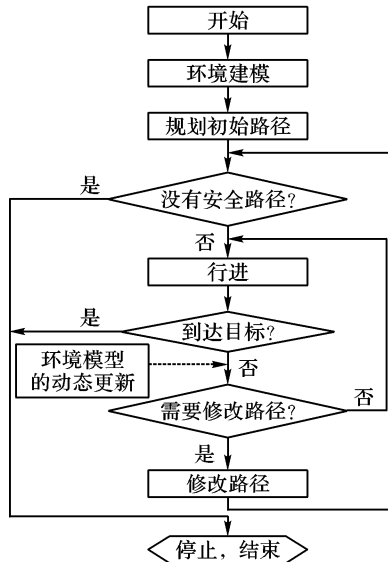 开始
环境建模
规划初始路径
是
没有安全路径?
否
行进
是
到达目标?
环境模型
的动态更新
否
需要修改路径?
否
是
修改路径
停止，结束